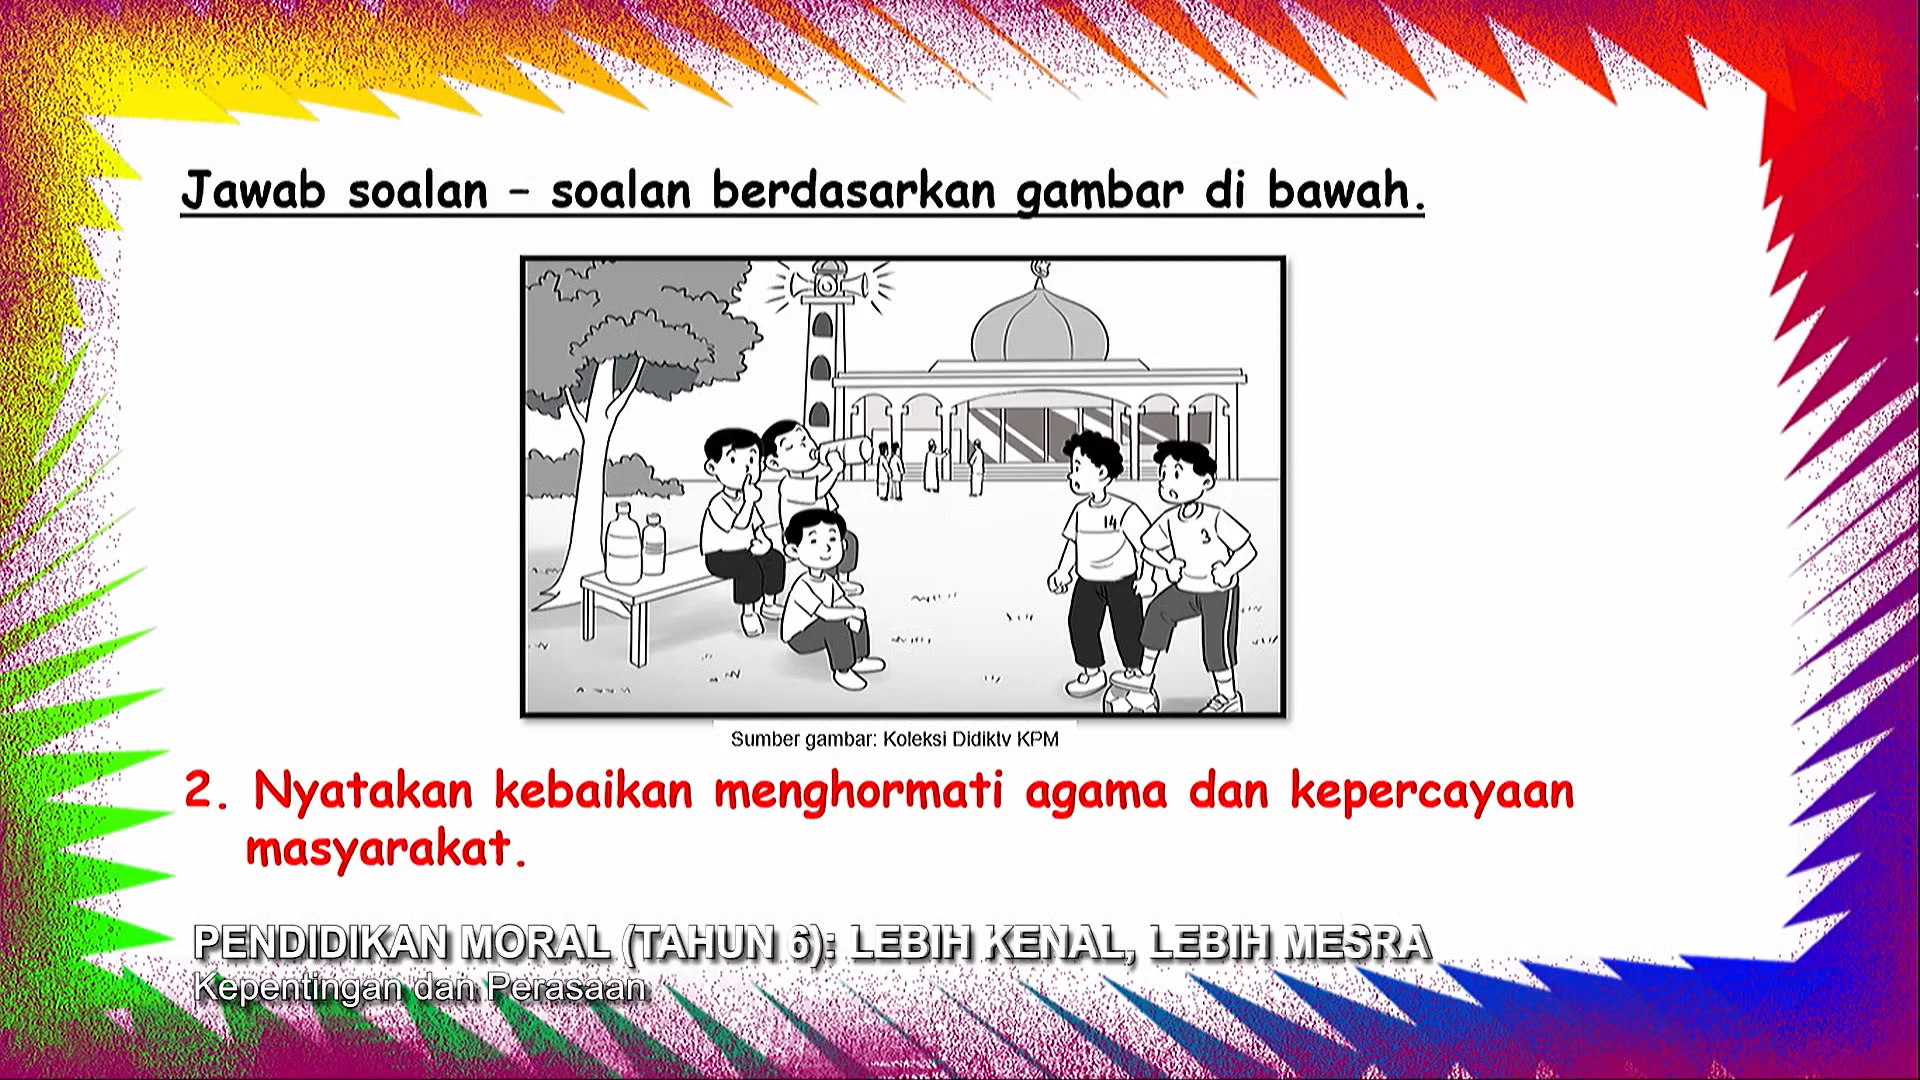 Jawab soalan - soalan berdasarkan gambar di bawah.
14
3
Sumber gambar: Koleksi Didiktv KPM
2. Nyatakan kebaikan menghormati agama dan kepercayaan
masyarakat.
PENDIDIKAN MORAL (TAHUN 6): LEBIH KENAL, LEBIH MESRA
Kepentingan dan Perasaan